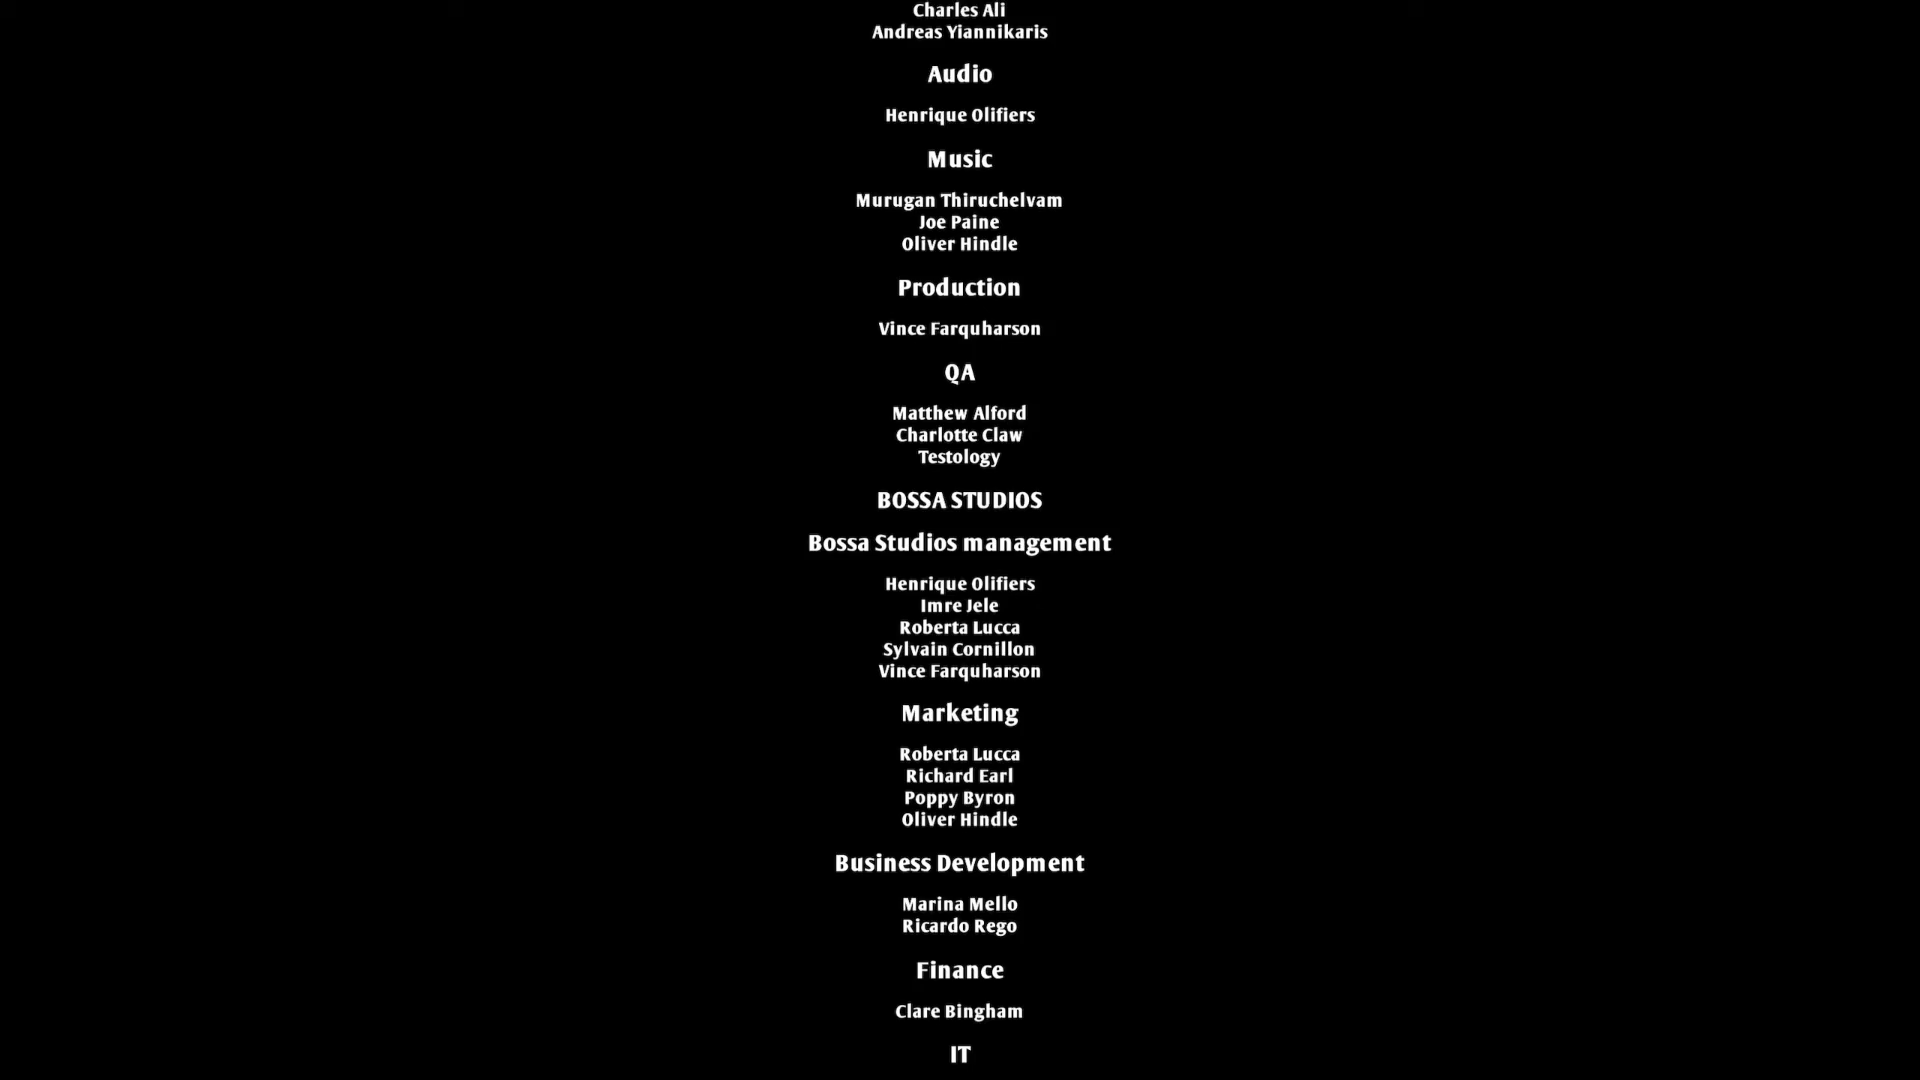 Charles Ali
Andreas Yiannikaris
Audio
Henrique Olifiers
Music
Murugan Thiruchelvam
Joe Paine
Oliver Hindle
Production
Vince Farquharson
QA
Matthew Alford
Charlotte Claw
Testology
BOSSA STUDIOS
Bossa Studios management
Henrique Olifiers
Imre Jele
Roberta Lucca
Sylvain Cornillon
Vince Farquharson
Marketing
Roberta Lucca
Richard Earl
Poppy Byron
Oliver Hindle
Business Development
Marina Mello
Ricardo Rego
Finance
Clare Bingham
IT